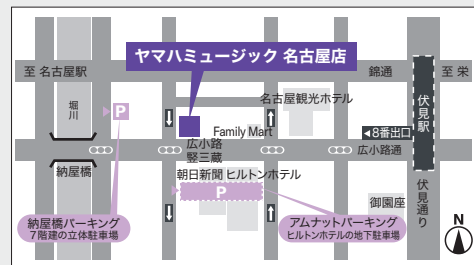 ヤマハミュージック 名古屋店
至 名古屋駅
錦通
至 栄
堀川
P
名古屋観光ホテル
伏見駅
Family Mart
◀8番出口
広小路
竪三蔵
広小路通
納屋橋
朝日新聞 ヒルトンホテル
P
伏見通り
御園座
納屋橋パーキング
7階建の立体駐車場
アムナットパーキング
ヒルトンホテルの地下駐車場
N